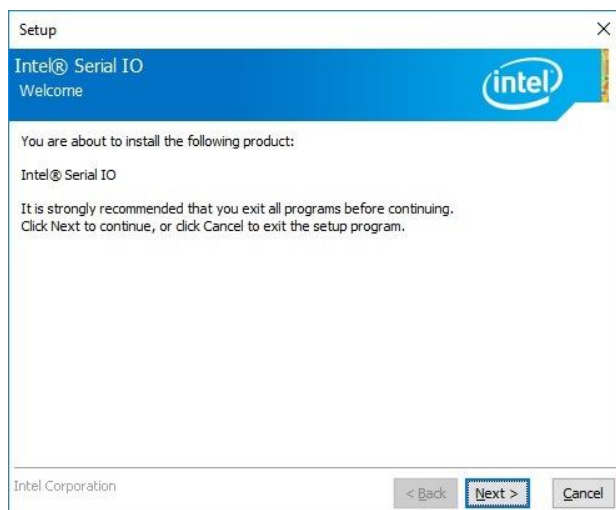 Setup
Intel® Serial IO
Welcome
intel
You are about to install the following product:
Intel® Serial IO
It is strongly recommended that you exit all programs before continuing.
Click Next to continue, or click Cancel to exit the setup program.
Intel Corporation
< Back Next > Cancel